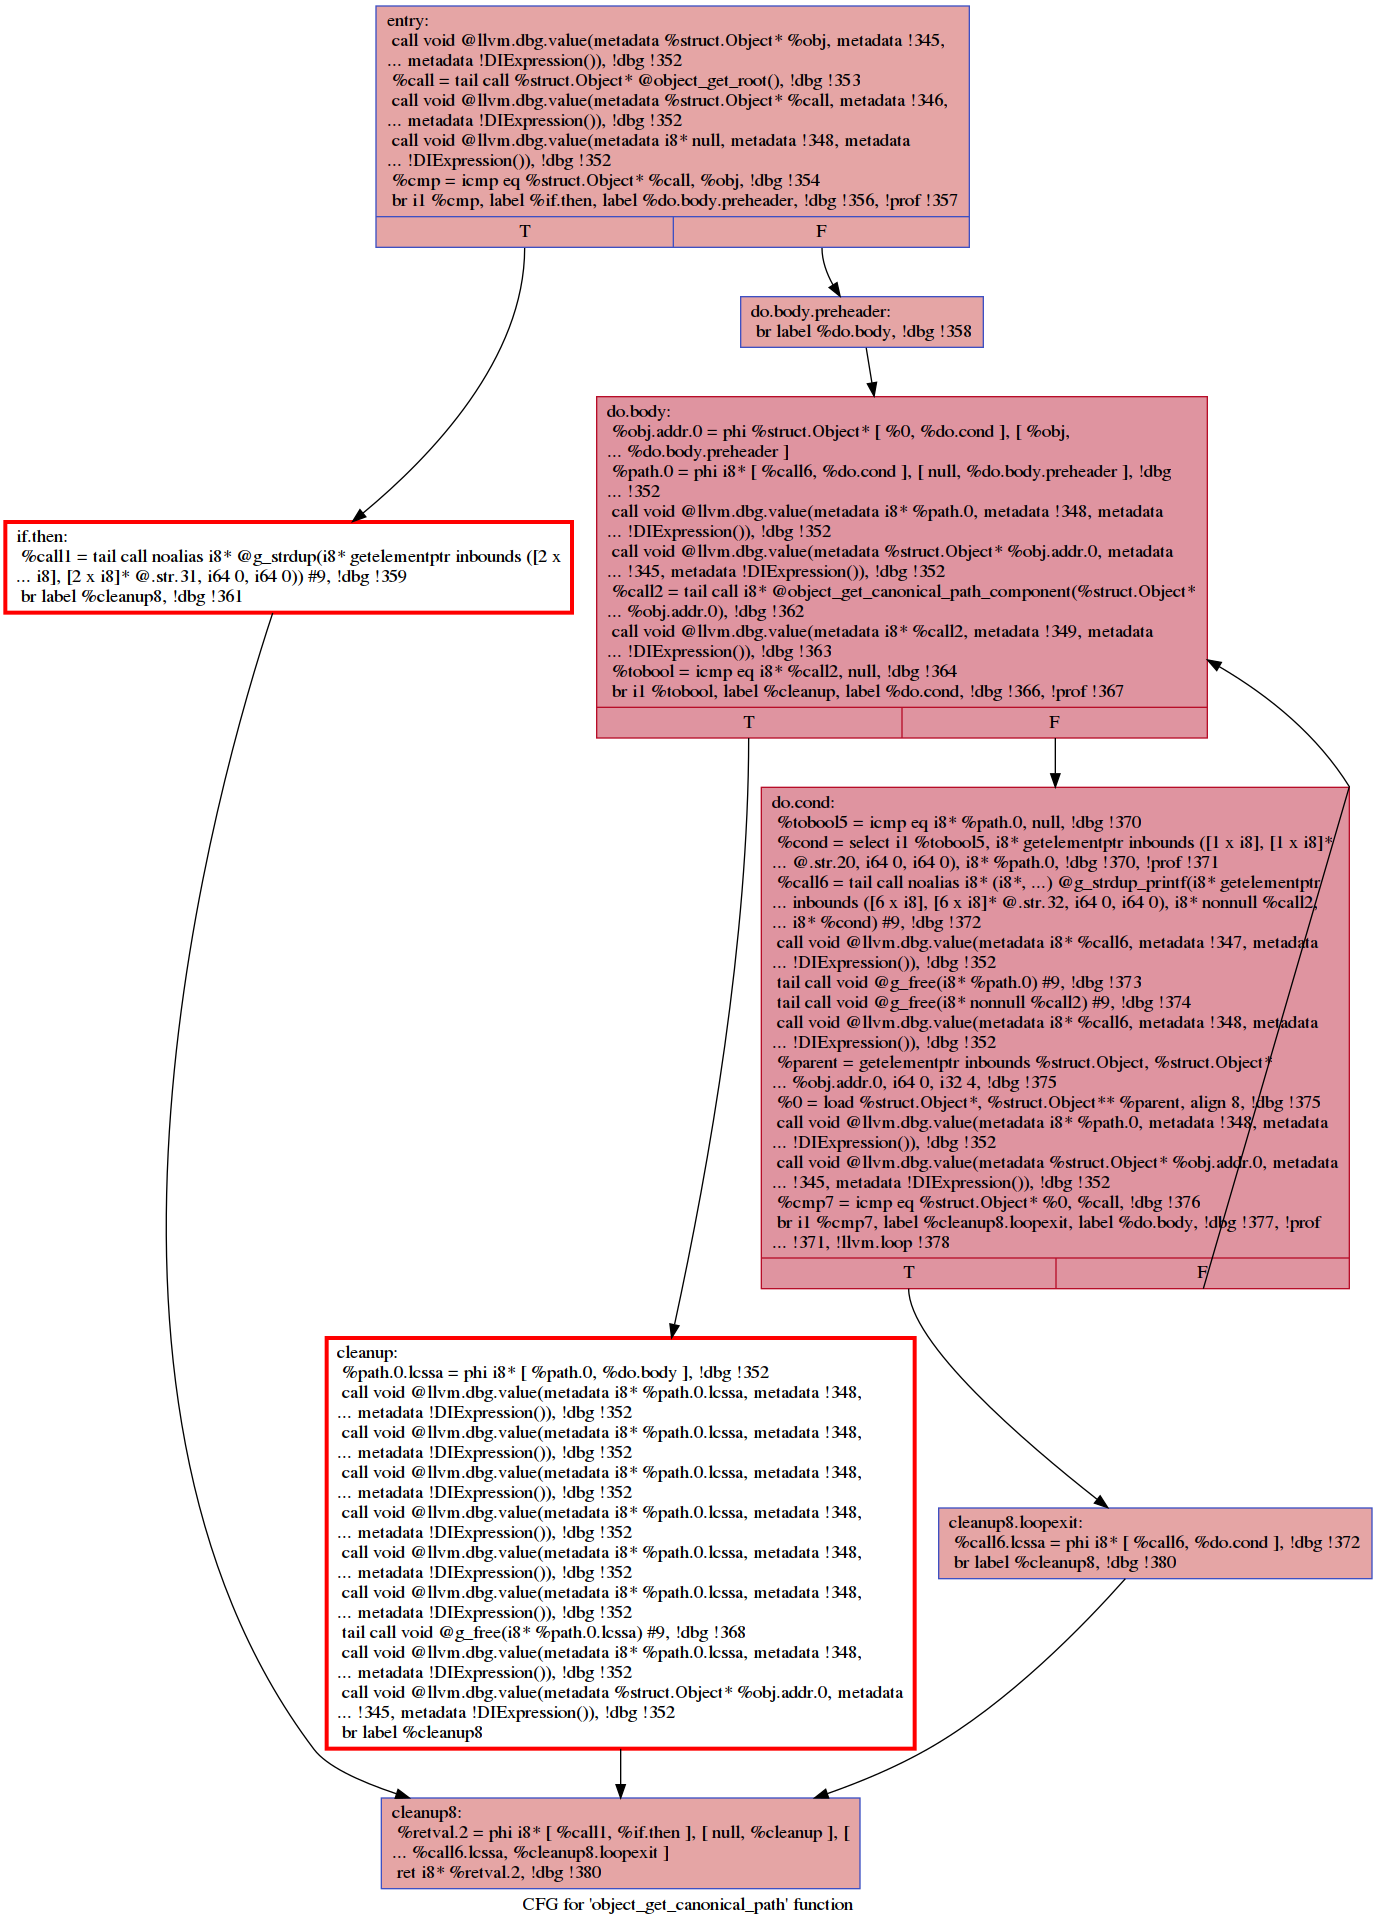 entry:
call void @llvm.dbg.value(metadata %struct.Object* %obj, metadata !345,
... metadata !DIExpression()), !dbg !352
%call = tail call %struct.Object* @object_get_root(), !dbg !353
call void @llvm.dbg.value(metadata %struct.Object* %call, metadata !346,
... metadata !DIExpression()), !dbg !352
call void @llvm.dbg.value(metadata i8* null, metadata !348, metadata
... !DIExpression()), !dbg !352
%cmp = icmp eq %struct.Object* %call, %obj, !dbg !354
br i1 %cmp, label %if.then, label %do.body.preheader, !dbg !356, !prof !357
T
F
do.body.preheader:
br label %do.body, !dbg !358
do.body:
%obj.addr.0 = phi %struct.Object* [ %0, %do.cond ], [ %obj,
... %do.body.preheader ]
%path.0 = phi i8* [ %call6, %do.cond ], [ null, %do.body.preheader ], !dbg
... !352
call void @llvm.dbg.value(metadata i8* %path.0, metadata !348, metadata
... !DIExpression()), !dbg !352
call void @llvm.dbg.value(metadata %struct.Object* %obj.addr.0, metadata
... !345, metadata !DIExpression()), !dbg !352
%call2 = tail call i8* @object_get_canonical_path_component(%struct.Object*
... %obj.addr.0), !dbg !362
call void @llvm.dbg.value(metadata i8* %call2, metadata !349, metadata
... !DIExpression()), !dbg !363
%tobool = icmp eq i8* %call2, null, !dbg !364
br i1 %tobool, label %cleanup, label %do.cond, !dbg !366, !prof !367
T
F
if.then:
%call1 = tail call noalias i8* @g_strdup(i8* getelementptr inbounds ([2 x
... i8], [2 x i8]* @.str.31, i64 0, i64 0)) #9, !dbg !359
br label %cleanup8, !dbg !361
do.cond:
%tobool5 = icmp eq i8* %path.0, null, !dbg !370
%cond = select i1 %tobool5, i8* getelementptr inbounds ([1 x i8], [1 x i8]*
... @.str.20, i64 0, i64 0), i8* %path.0, !dbg !370, !prof !371
%call6 = tail call noalias i8* (i8*, ...) @g_strdup_printf(i8* getelementptr
... inbounds ([6 x i8], [6 x i8]* @.str.32, i64 0, i64 0), i8* nonnull %call2,
... i8* %cond) #9, !dbg !372
call void @llvm.dbg.value(metadata i8* %call6, metadata !347, metadata
... !DIExpression()), !dbg !352
tail call void @g_free(i8* %path.0) #9, !dbg !373
tail call void @g_free(i8* nonnull %call2) #9, !dbg !374
call void @llvm.dbg.value(metadata i8* %call6, metadata !348, metadata
... !DIExpression()), !dbg !352
%parent = getelementptr inbounds %struct.Object, %struct.Object*
... %obj.addr.0, i64 0, i32 4, !dbg !375
%0 = load %struct.Object*, %struct.Object** %parent, align 8, !dbg !375
call void @llvm.dbg.value(metadata i8* %path.0, metadata !348, metadata
... !DIExpression()), !dbg !352
call void @llvm.dbg.value(metadata %struct.Object* %obj.addr.0, metadata
... !345, metadata !DIExpression()), !dbg !352
%cmp7 = icmp eq %struct.Object* %0, %call, !dbg !376
br i1 %cmp7, label %cleanup8.loopexit, label %do.body, !dbg !377, !prof
... !371, !llvm.loop !378
T
F
cleanup:
%path.0.lcssa = phi i8* [ %path.0, %do.body ], !dbg !352
call void @llvm.dbg.value(metadata i8* %path.0.lcssa, metadata !348,
... metadata !DIExpression()), !dbg !352
call void @llvm.dbg.value(metadata i8* %path.0.lcssa, metadata !348,
... metadata !DIExpression()), !dbg !352
call void @llvm.dbg.value(metadata i8* %path.0.lcssa, metadata !348,
... metadata !DIExpression()), !dbg !352
call void @llvm.dbg.value(metadata i8* %path.0.lcssa, metadata !348,
... metadata !DIExpression()), !dbg !352
call void @llvm.dbg.value(metadata i8* %path.0.lcssa, metadata !348,
... metadata !DIExpression()), !dbg !352
call void @llvm.dbg.value(metadata i8* %path.0.lcssa, metadata !348,
... metadata !DIExpression()), !dbg !352
tail call void @g_free(i8* %path.0.lcssa) #9, !dbg !368
call void @llvm.dbg.value(metadata i8* %path.0.lcssa, metadata !348,
... metadata !DIExpression()), !dbg !352
call void @llvm.dbg.value(metadata %struct.Object* %obj.addr.0, metadata
... !345, metadata !DIExpression()), !dbg !352
br label %cleanup8
cleanup8.loopexit:
%call6.lcssa = phi i8* [ %call6, %do.cond ], !dbg !372
br label %cleanup8, !dbg !380
cleanup8:
%retval.2 = phi i8* [ %call1, %if.then ], [ null, %cleanup ], [
... %call6.lcssa, %cleanup8.loopexit ]
ret i8* %retval.2, !dbg !380
CFG for 'object_get_canonical_path' function